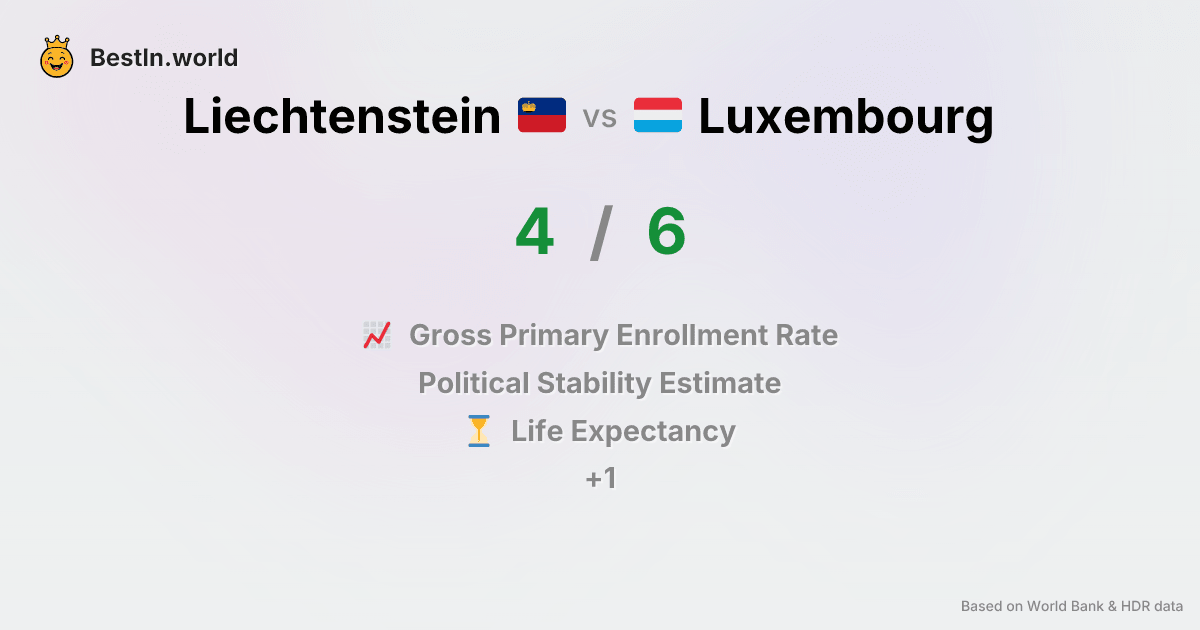 BestIn.world
Liechtenstein vs Luxembourg
4 / 6
Gross Primary Enrollment Rate
Political Stability Estimate
Life Expectancy
+1
Based on World Bank & HDR data